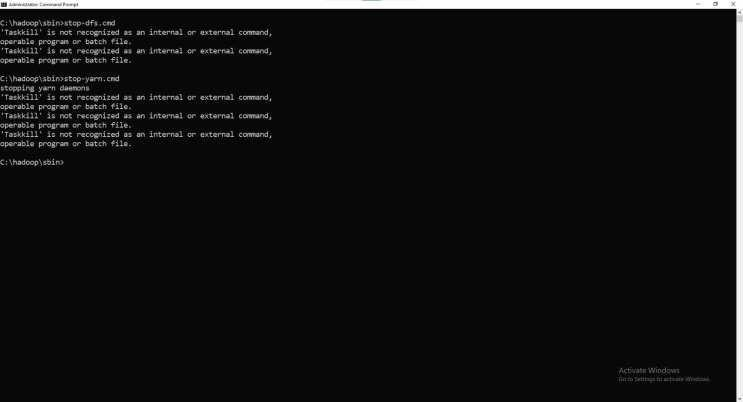 Administrator: Command Prompt
C:\hadoop\sbin>stop-dfs.cmd
'Taskkill' is not recognized as an internal or external command,
operable program or batch file.
'Taskkill' is not recognized as an internal or external command,
operable program or batch file.
C:\hadoop\sbin>stop-yarn.cmd
stopping yarn daemons
'Taskkill' is not recognized as an internal or external command,
operable program or batch file.
'Taskkill' is not recognized as an internal or external command,
operable program or batch file.
'Taskkill' is not recognized as an internal or external command,
operable program or batch file.
C:\hadoop\sbin>
Activate Windows
Go to Settings to activate Windows.